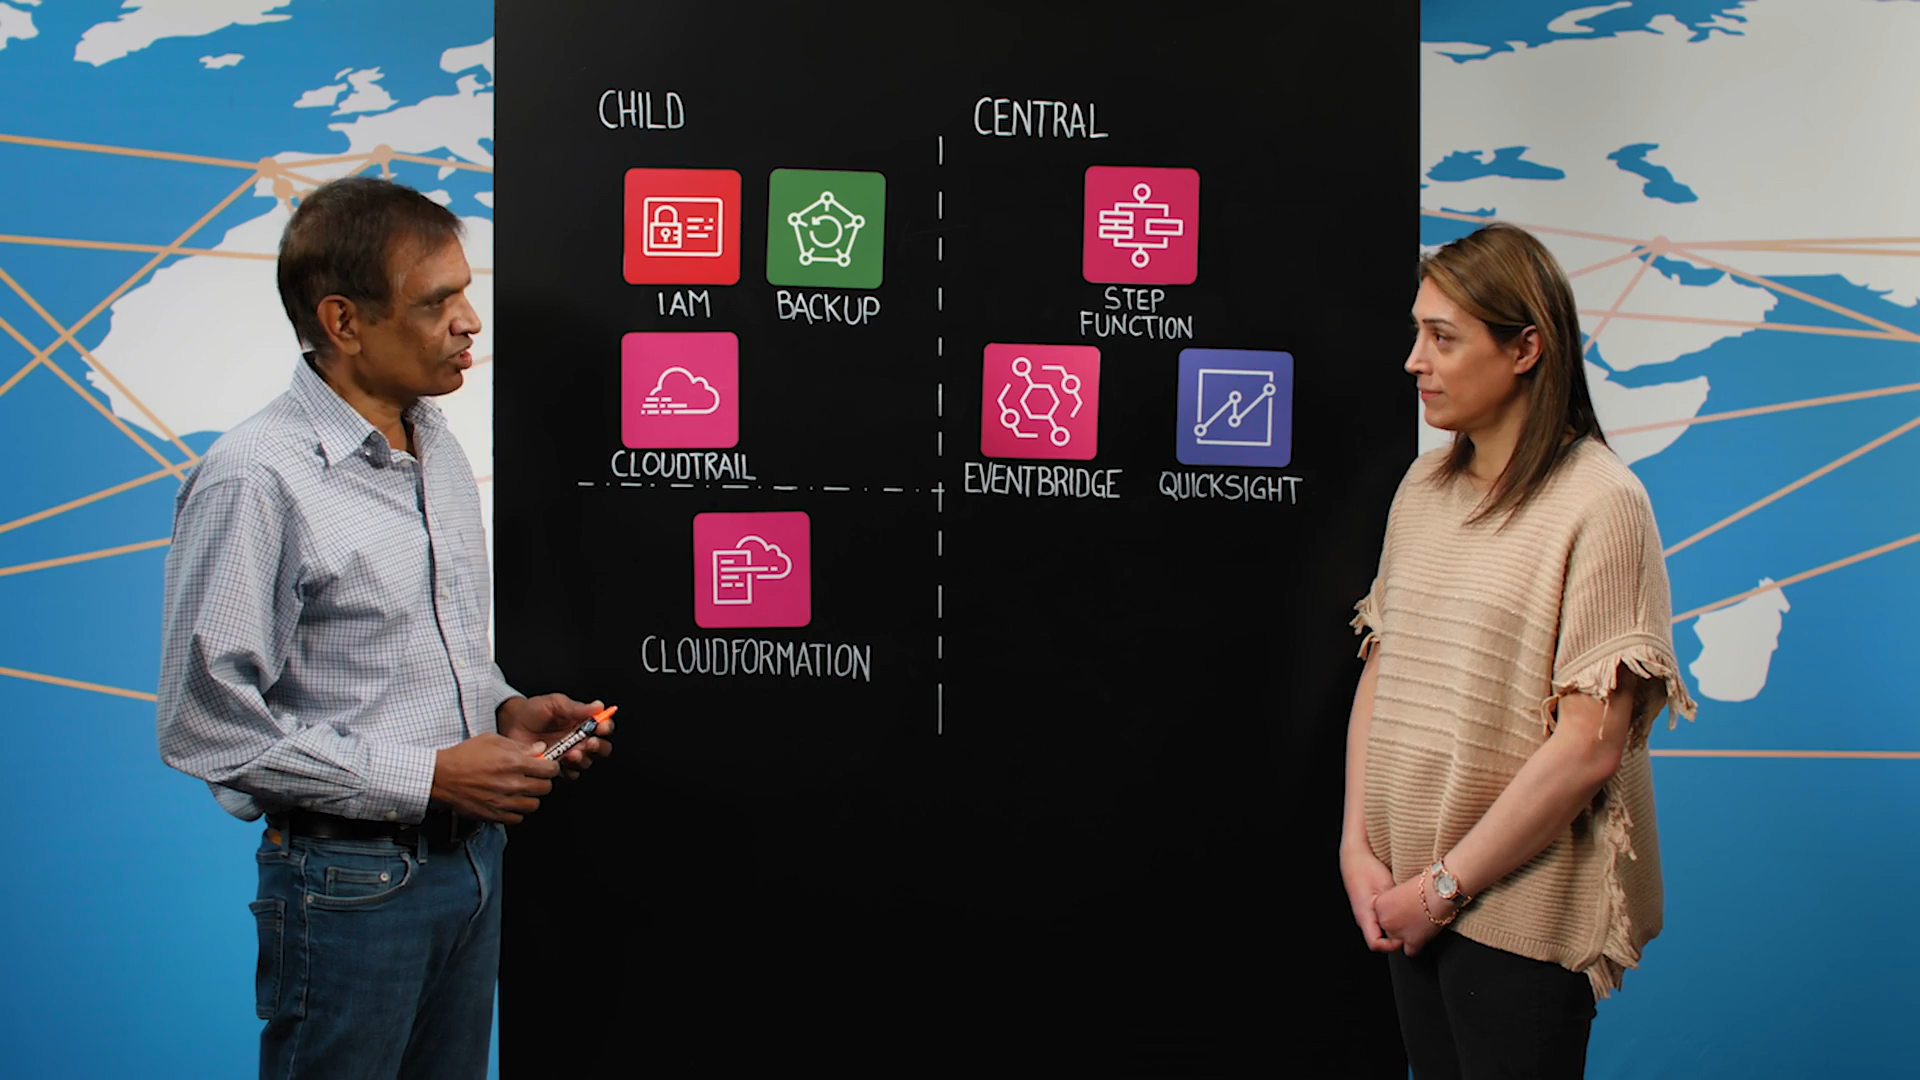 CHILD
CENTRAL
IAM
BACKUP
STEP
FUNCTION
CLOUDTRAIL
EVENTBRIDGE
QUICKSIGHT
CLOUDFORMATION